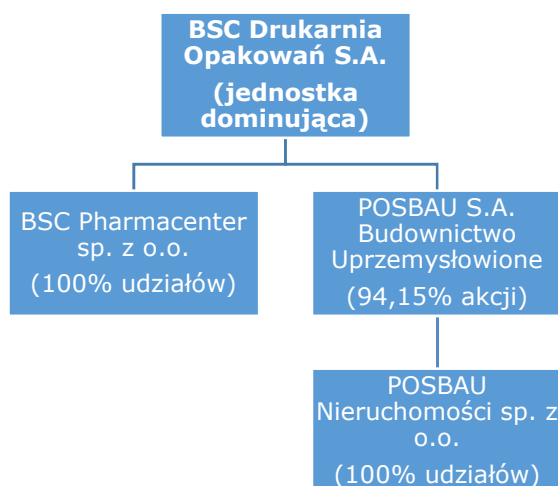 BSC Drukarnia
Opakowań S.A.
(jednostka
dominująca)
BSC Pharmacenter
sp. z o.o.
(100% udziałów)
POSBAU S.A.
Budownictwo
Uprzemysłowione
(94,15% akcji)
POSBAU
Nieruchomości sp. z
o.o.
(100% udziałów)